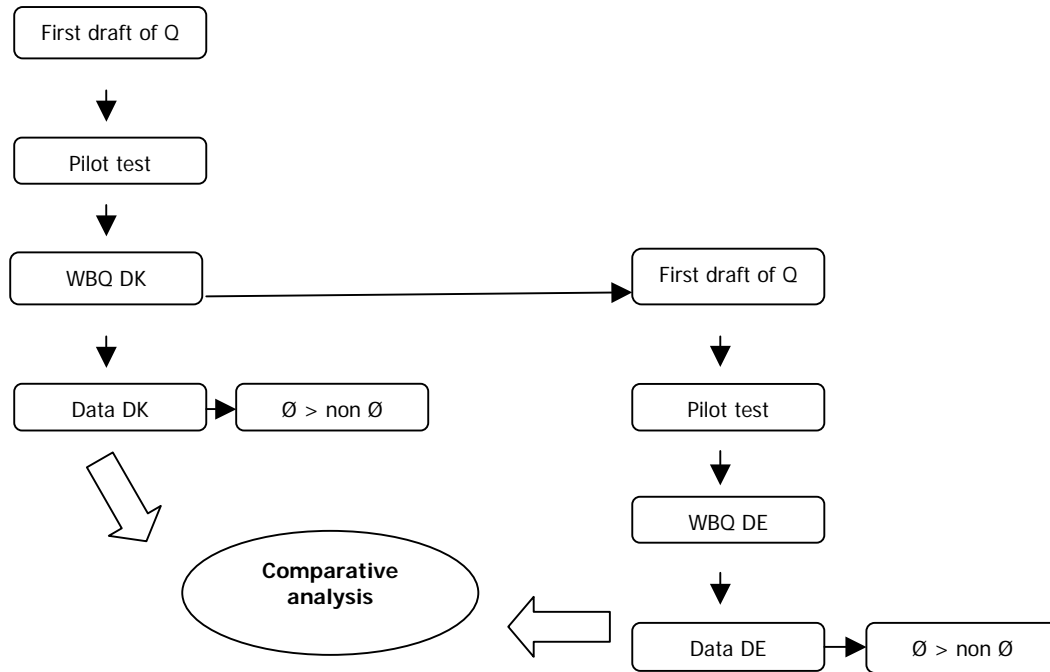 First draft of Q
Pilot test
WBQ DK
First draft of Q
Data DK
Ø > non Ø
Pilot test
WBQ DE
Comparative
analysis
Data DE
Ø > non Ø